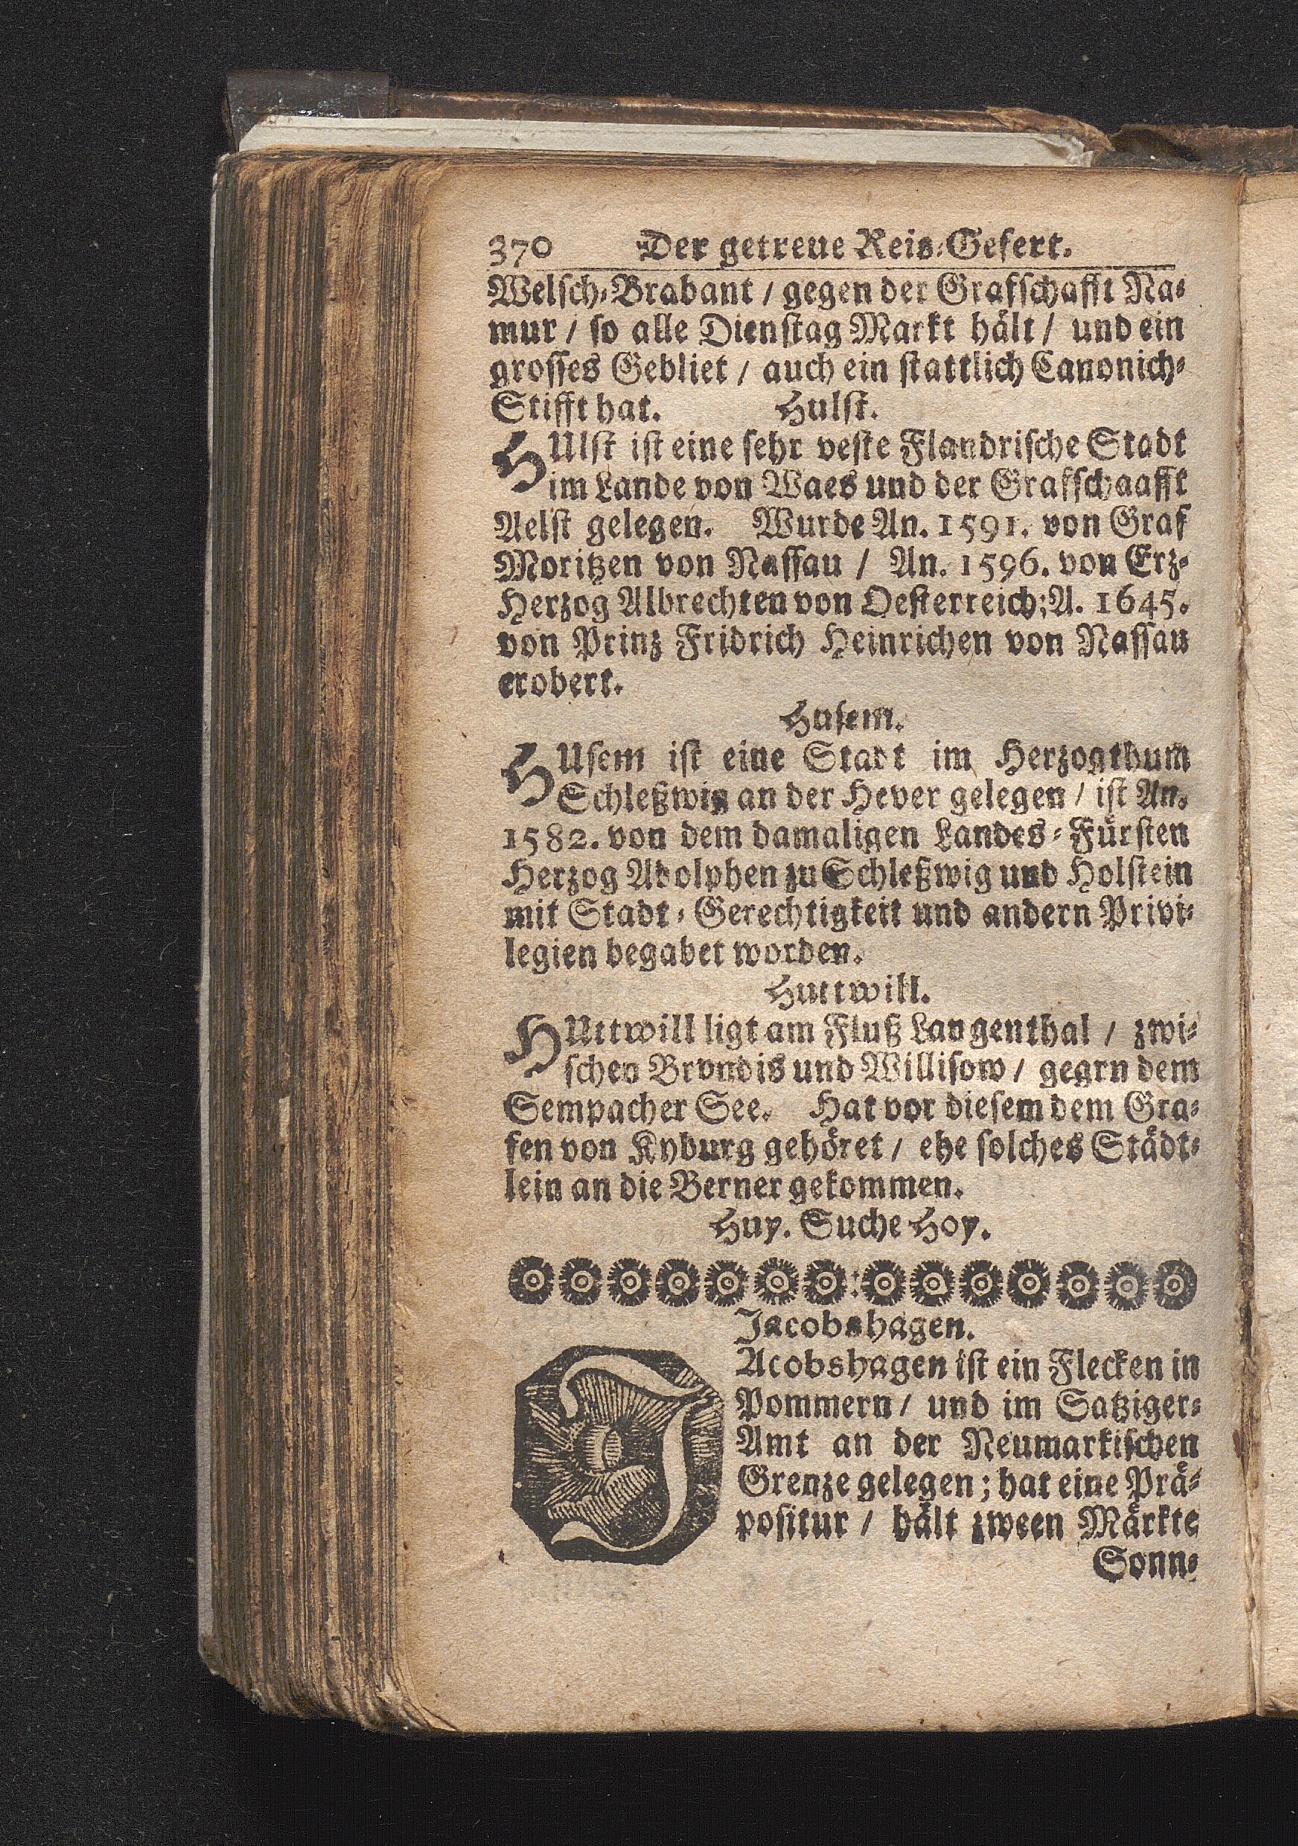 370 Der getreue Reis-Gefert.
Welsch-Brabant / gegen der Grafschafft Na-
mur / so alle Dienstag Markt hält / und ein
grosses Gebliet / auch ein stattlich Canonich-
Stifft hat. Hulst.
HUlst ist eine sehr veste Flandrische Stadt
im Lande von Waes und der Grafschaafft
Aelst gelegen. Wurde An. 1591. von Graf
Moritzen von Nassau / An. 1596. von Erz-
Herzog Albrechten von Oesterreich; A. 1645.
von Prinz Fridrich Heinrichen von Nassau
erobert.
Husem.
HUsem ist eine Stadt im Herzogthum
Schleßwig an der Hever gelegen / ist An.
1582. von dem damaligen Landes-Fürsten
Herzog Adolphen zu Schleßwig und Holstein
mit Stadt-Gerechtigkeit und andern Privi-
legien begabet worden.
Huttwill.
HUttwill ligt am Fluß Langenthal / zwi-
schen Brondis und Willisow / gegrn dem
Sempacher See. Hat vor diesem dem Gra-
fen von Kyburg gehöret / ehe solches Städt-
lein an die Berner gekommen.
Huy. Suche Hoy.
Jacobshagen.
JAcobshagen ist ein Flecken in
Pommern / und im Satziger-
Amt an der Neumarkischen
Grenze gelegen; hat eine Prä-
positur / hält zween Märkte
Sonn-